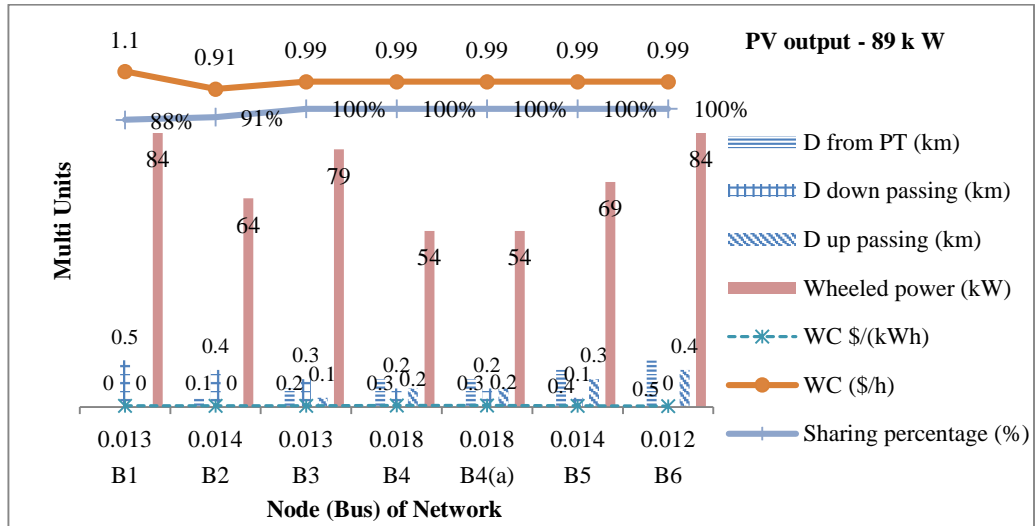 PV output - 89 k W
1.1 0.91 0.99 0.99 0.99 0.99 0.99
88% 91% 100% 100% 100% 100% 100%
84 64 79 54 54 69 84
0 0.5 0
0.1 0.4 0
0.2 0.3 0.1
0.3 0.2 0.2
0.3 0.2 0.2
0.4 0.1 0.3
0.5 0 0.4
Multi Units
D from PT (km)
D down passing (km)
D up passing (km)
Wheeled power (kW)
WC $/(kWh)
WC ($/h)
Sharing percentage (%)
0.013 0.014 0.013 0.018 0.018 0.014 0.012
B1 B2 B3 B4 B4(a) B5 B6
Node (Bus) of Network